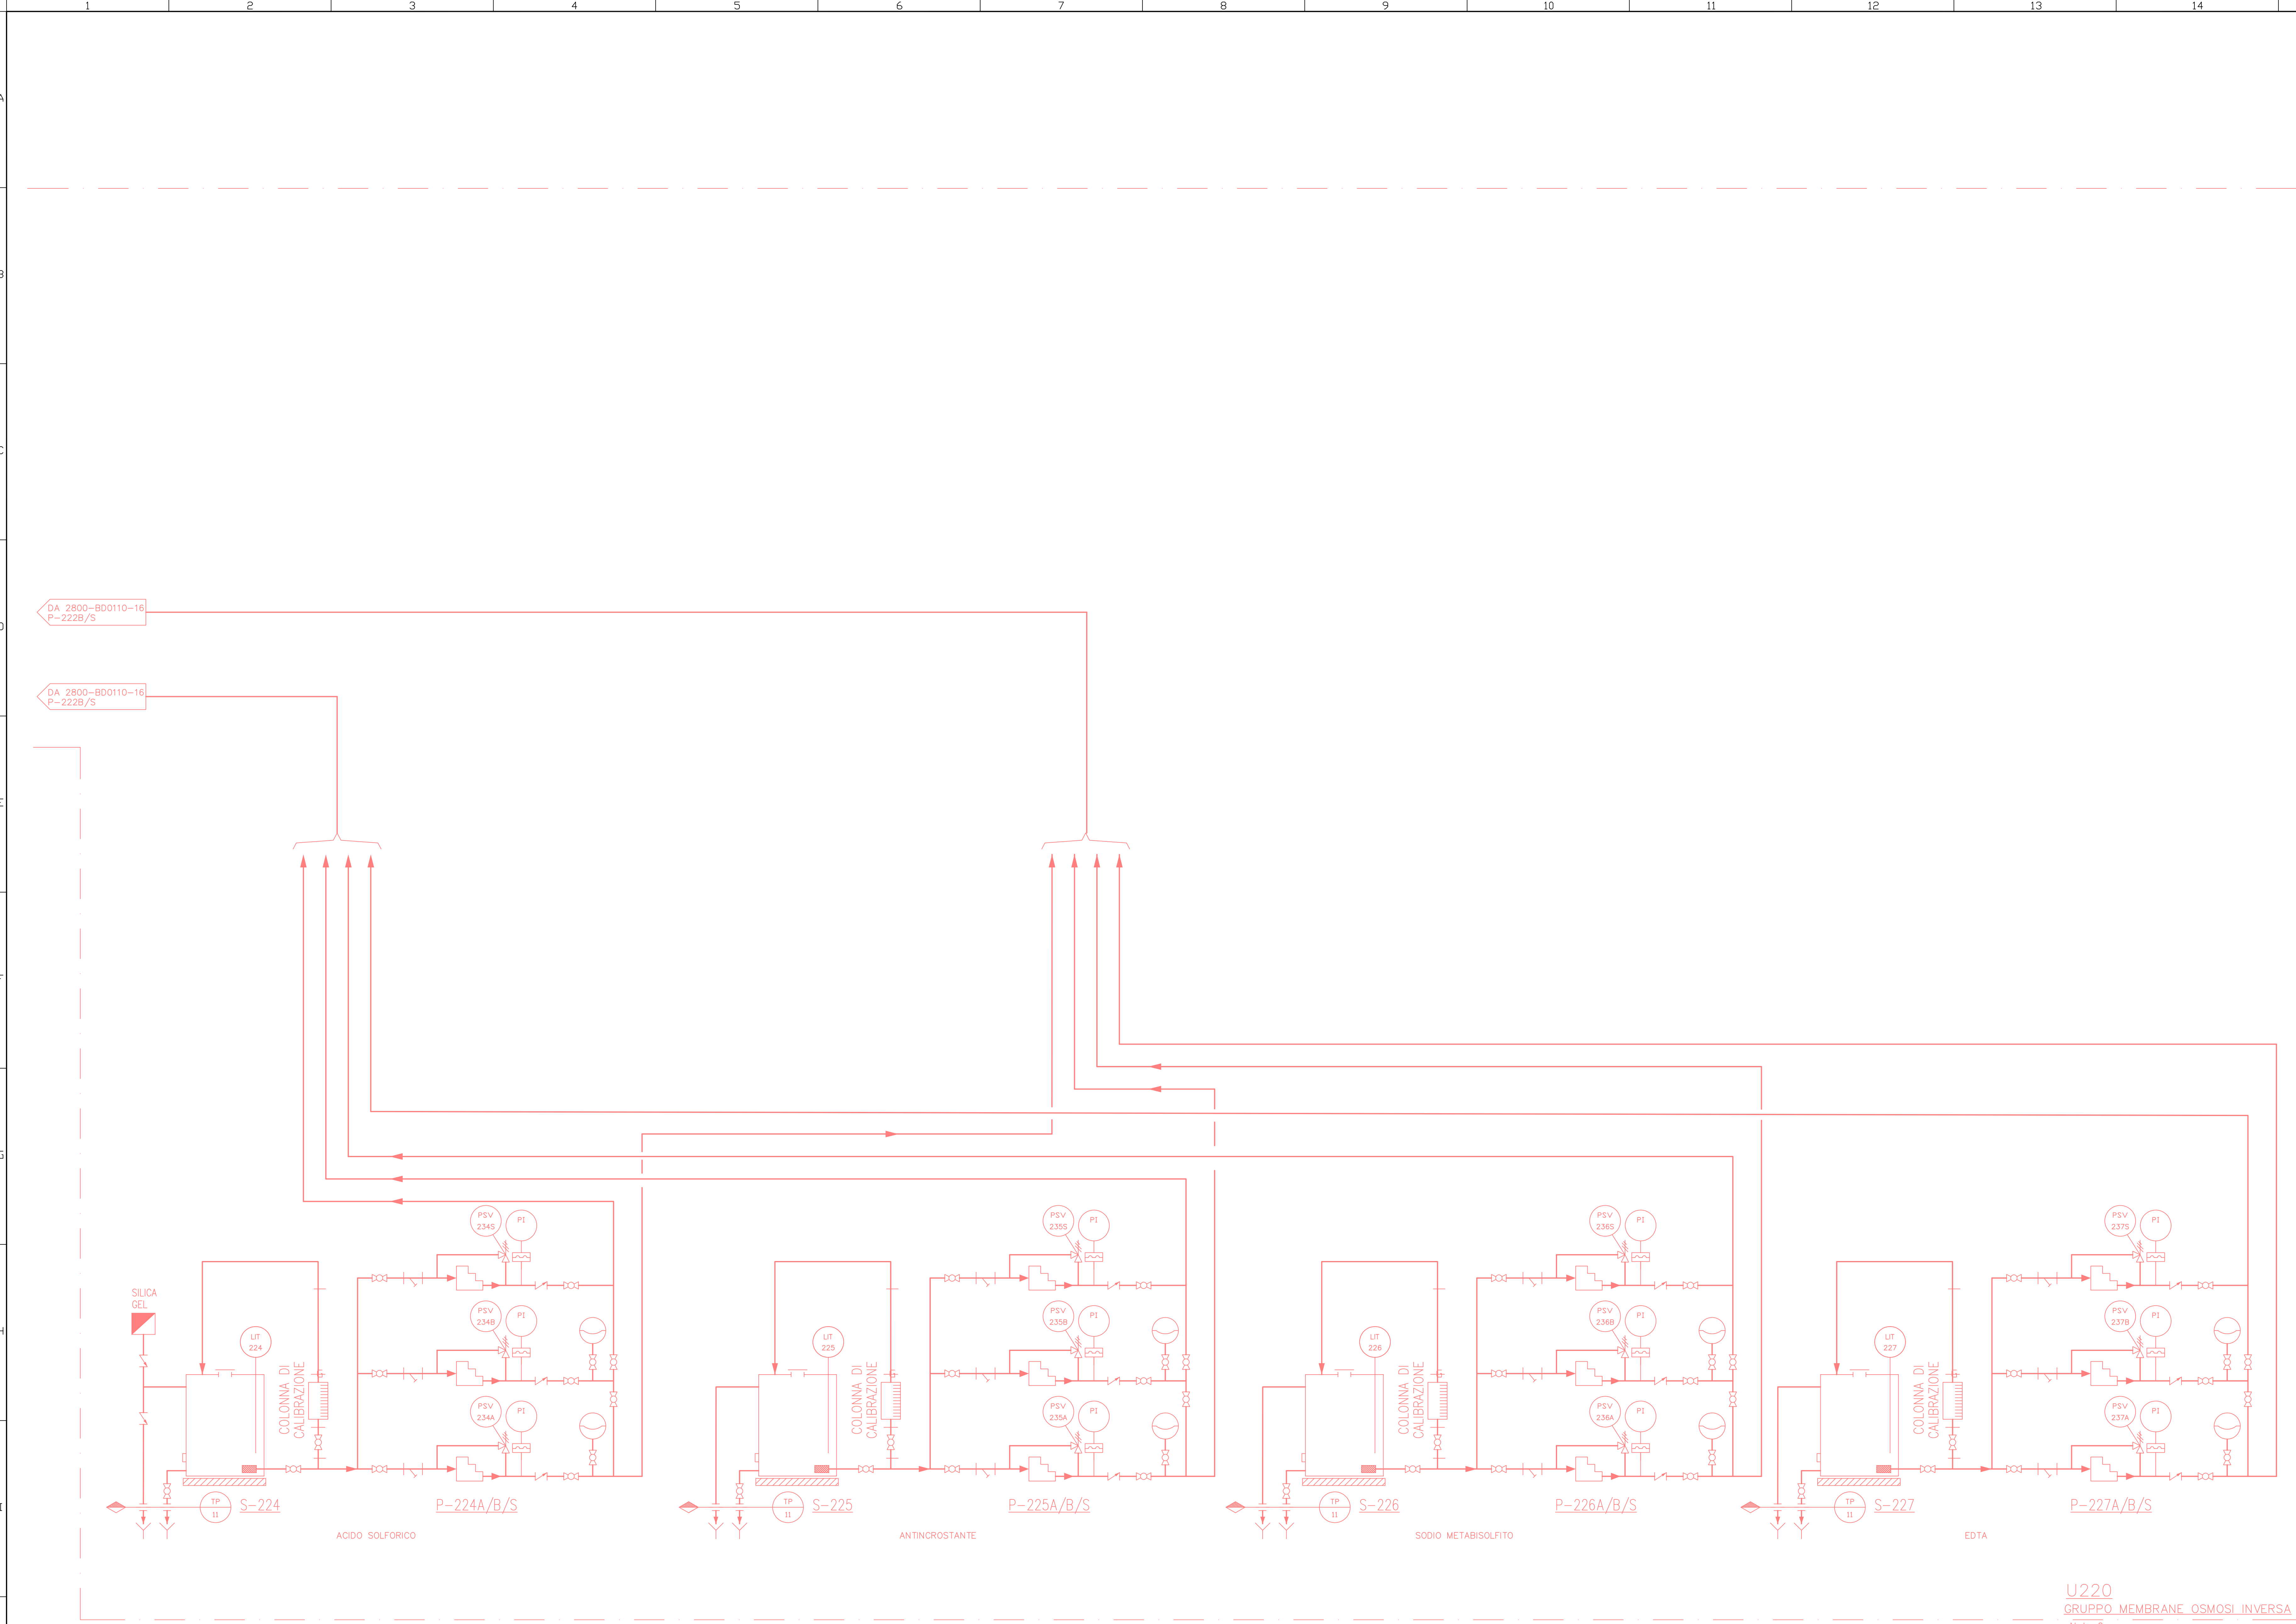 1 2 3 4 5 6 7 8 9 10 11 12 13 14
A
B
C
DA 2800-BD0110-16
P-222B/S
D
DA 2800-BD0110-16
P-222B/S
E
F
G
PSV
234S
PI
PSV
235S
PI
PSV
236S
PI
PSV
237S
PI
SILICA
GEL
H
LIT
224
PSV
234B
PI
LIT
225
PSV
235B
PI
LIT
226
PSV
236B
PI
LIT
227
PSV
237B
PI
COLONNA DI
CALIBRAZIONE
COLONNA DI
CALIBRAZIONE
COLONNA DI
CALIBRAZIONE
COLONNA DI
CALIBRAZIONE
PSV
234A
PI
PSV
235A
PI
PSV
236A
PI
PSV
237A
PI
I
TP
11
S-224
P-224A/B/S
TP
11
S-225
P-225A/B/S
TP
11
S-226
P-226A/B/S
TP
11
S-227
P-227A/B/S
ACIDO SOLFORICO
ANTINCROSTANTE
SODIO METABISOLFITO
EDTA
U220
GRUPPO MEMBRANE OSMOSI INVERSA